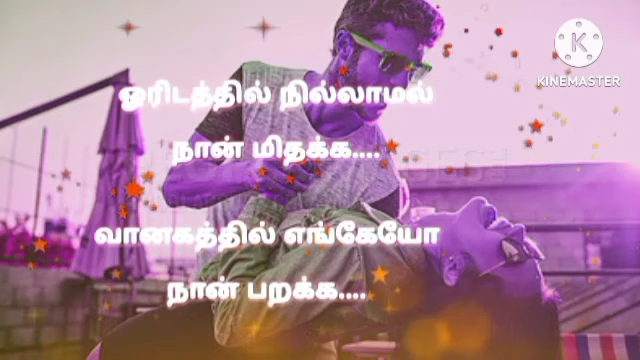 KINEMASTER
ஓரிடத்தில் நில்லாமல்
நான் மிதக்க....
வானகத்தில் எங்கேயோ
நான் பறக்க....